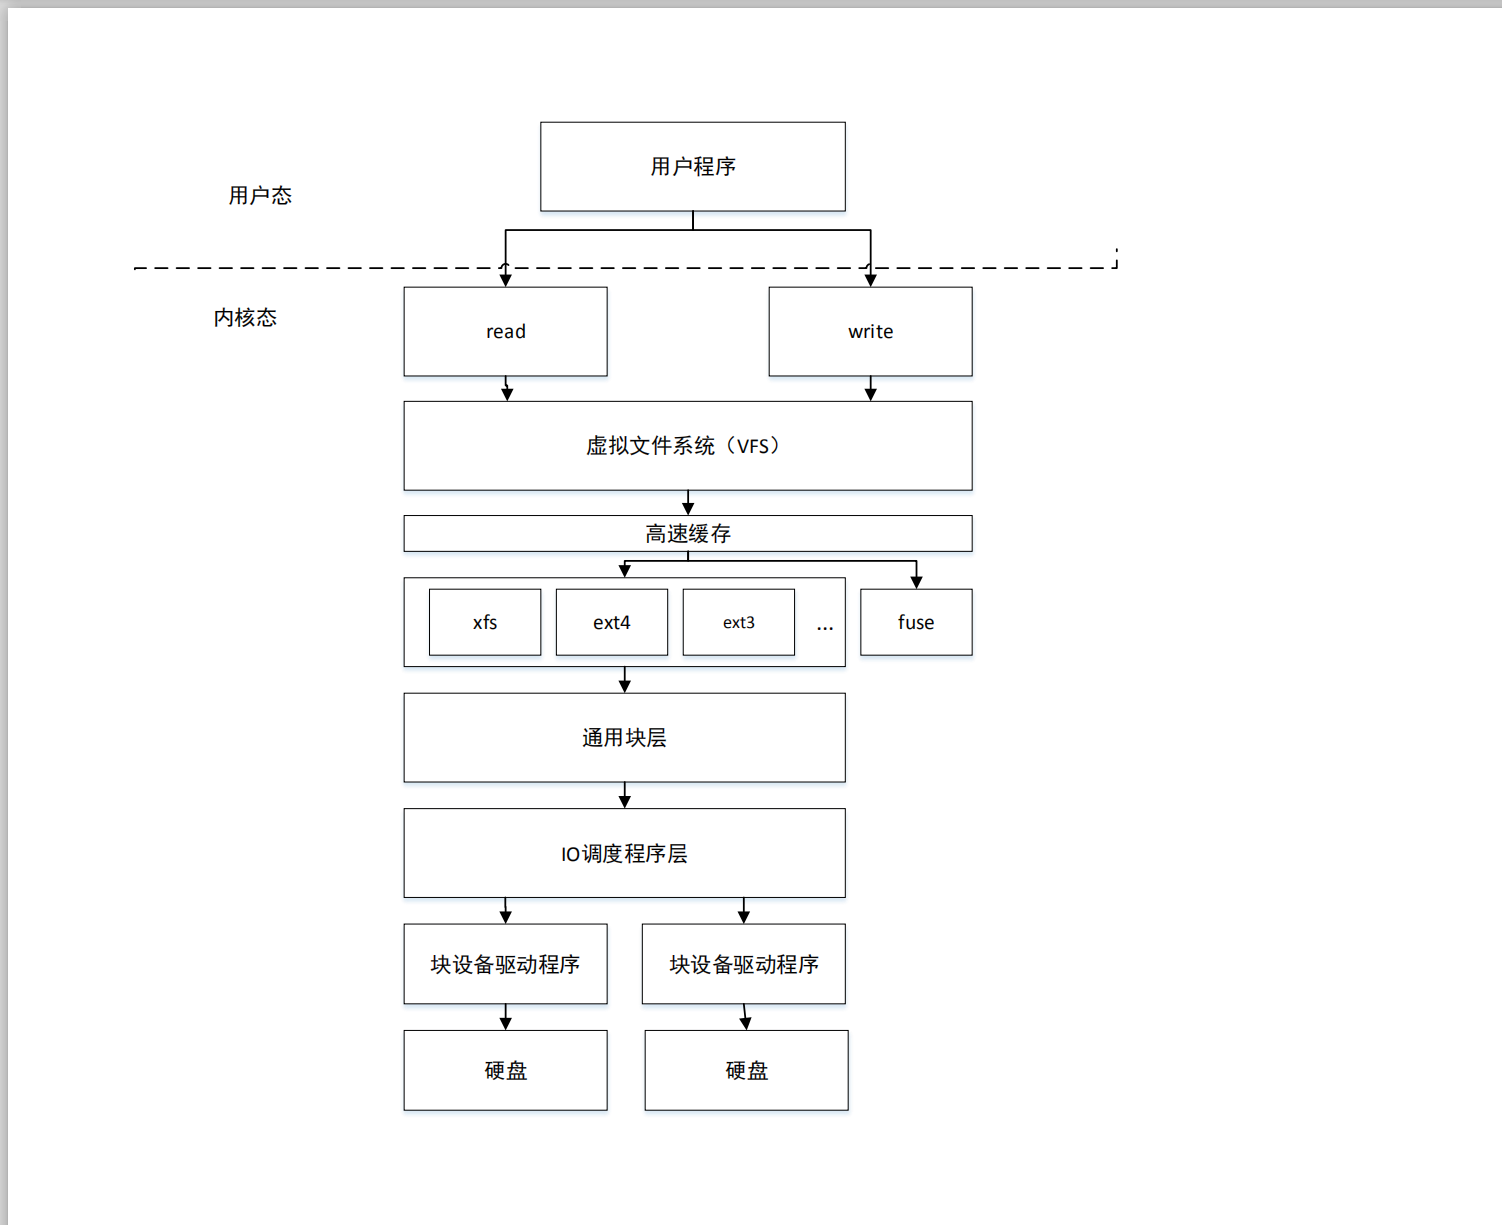 用户程序
用户态
内核态
read
write
虚拟文件系统（VFS）
高速缓存
xfs
ext4
ext3
...
fuse
通用块层
IO调度程序层
块设备驱动程序
块设备驱动程序
硬盘
硬盘